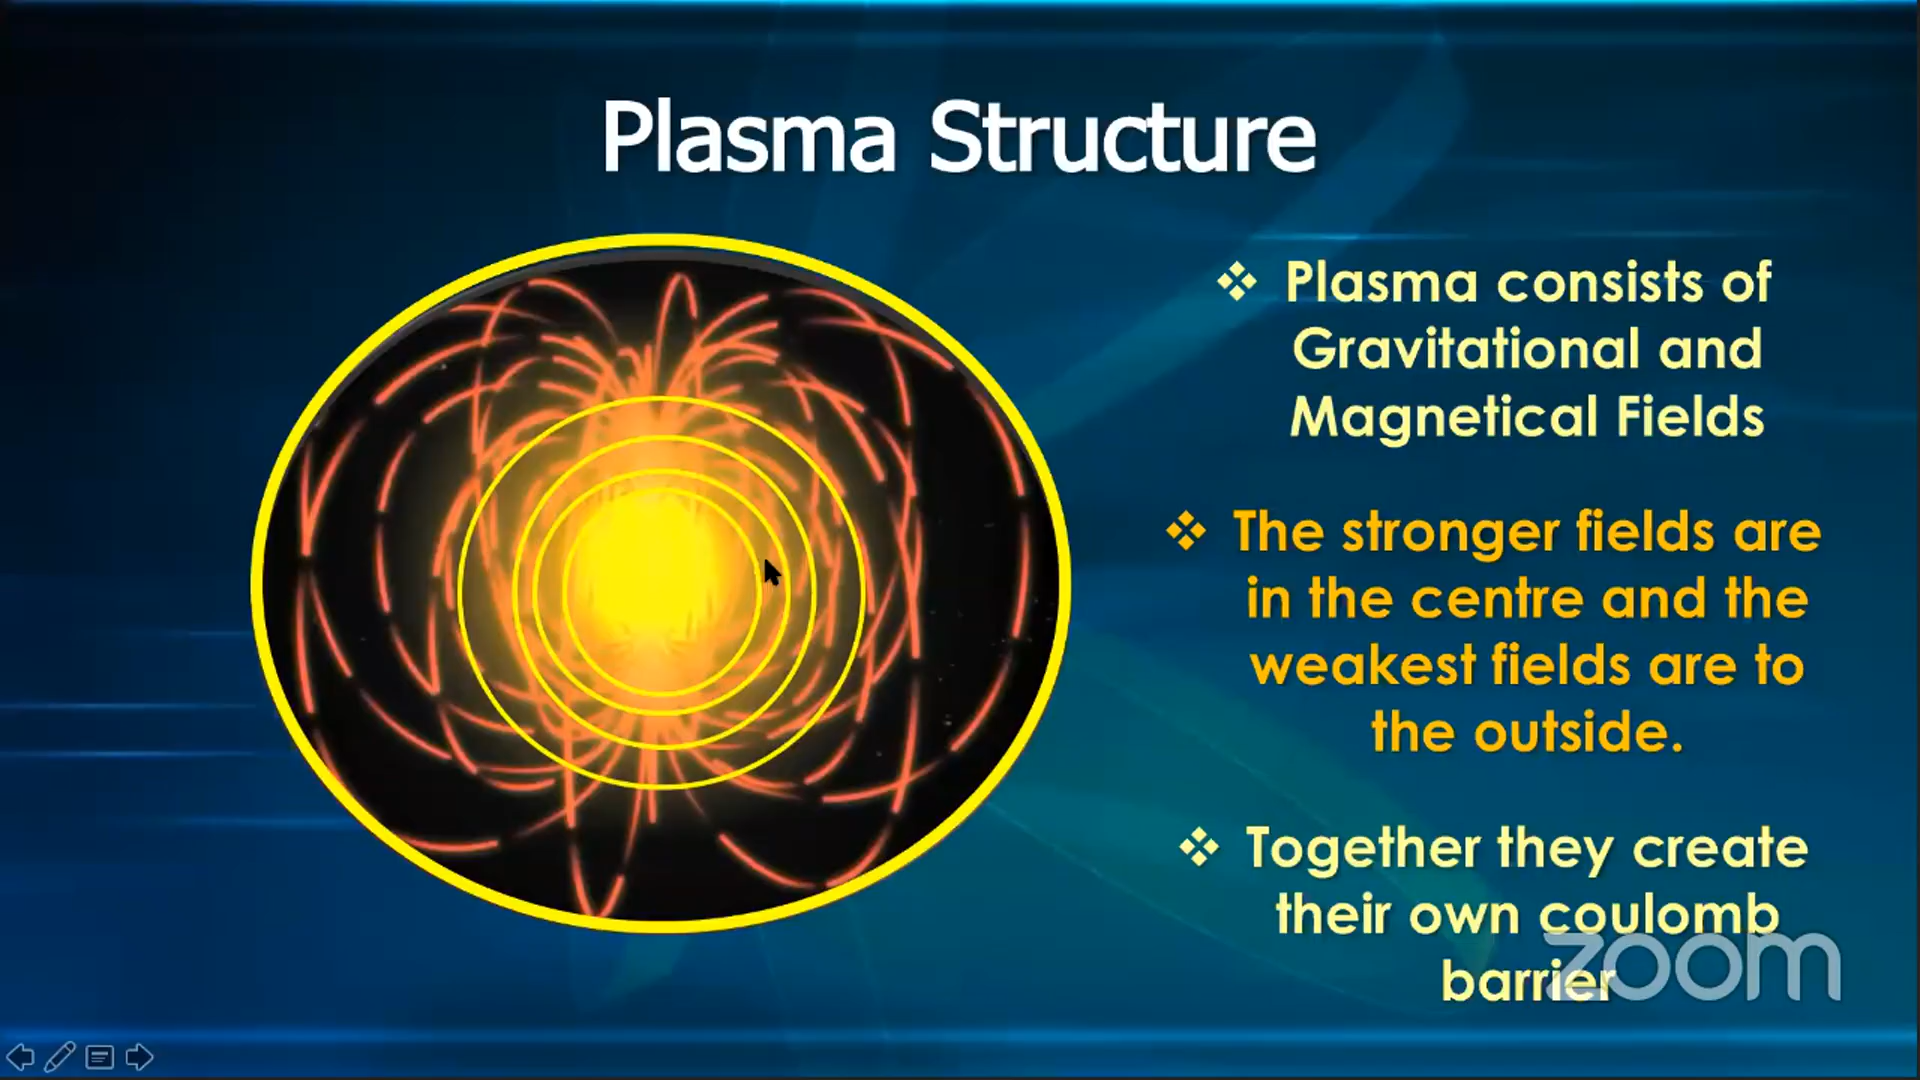 Plasma Structure
❖ Plasma consists of
Gravitational and
Magnetical Fields
❖ The stronger fields are
in the centre and the
weakest fields are to
the outside.
❖ Together they create
their own coulomb
barrier
zoom